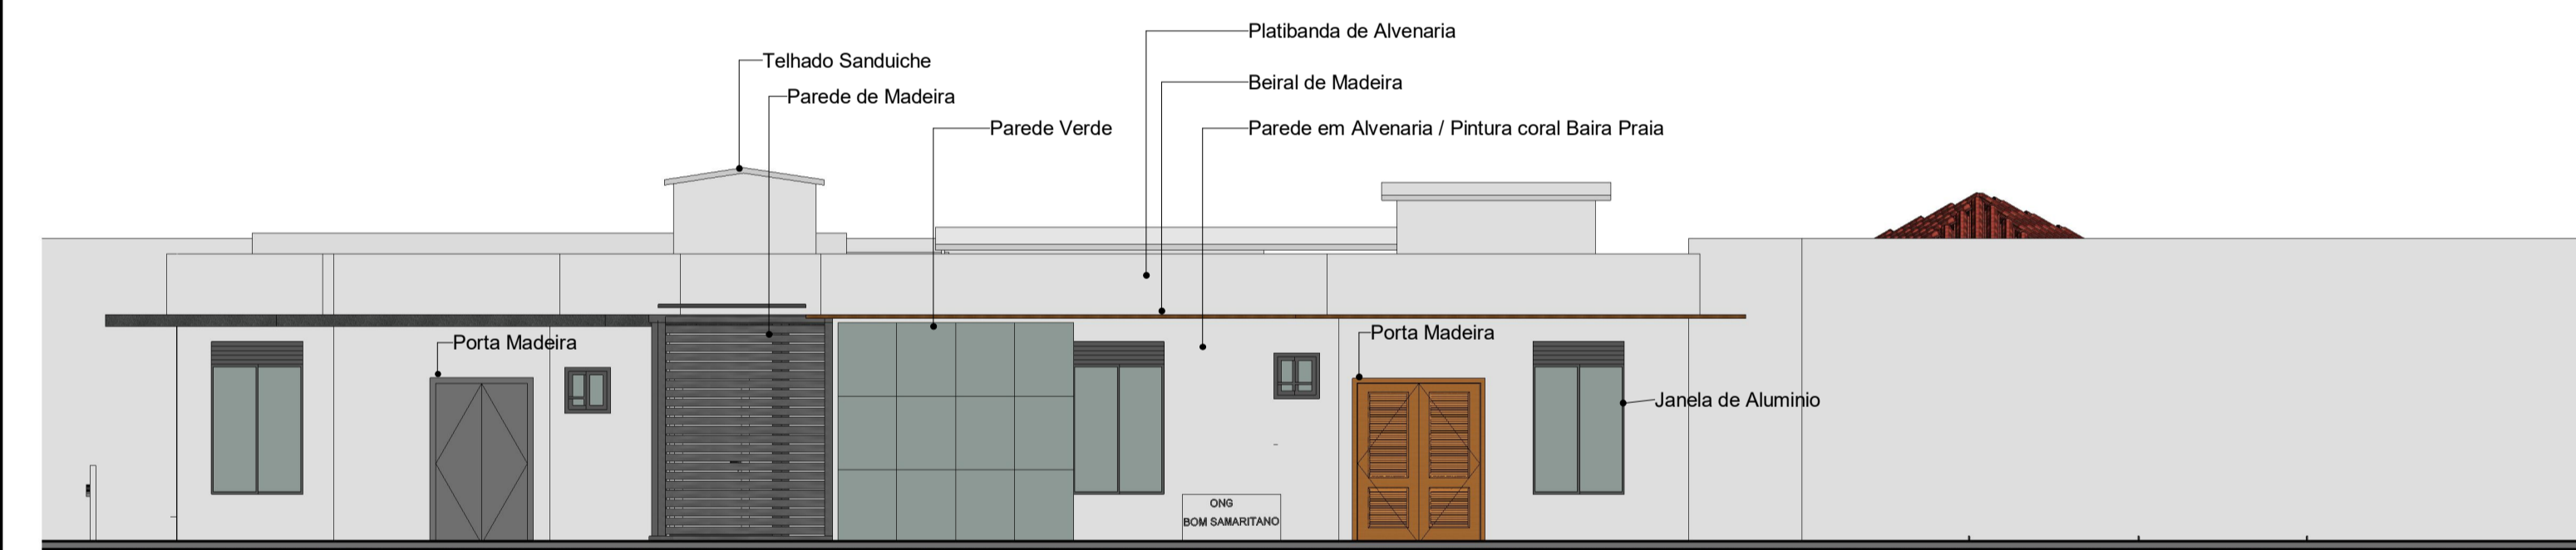 Platibanda de Alvenaria
Telhado Sanduiche
Beiral de Madeira
Parede de Madeira
Parede Verde
Parede em Alvenaria / Pintura coral Baira Praia
Porta Madeira
Porta Madeira
Janela de Aluminio
ONG
BOM SAMARITANO